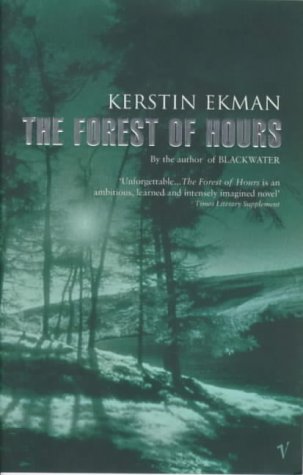 KERSTIN EKMAN
THE FOREST OF HOURS
By the author of BLACKWATER
'Unforgettable...The Forest of Hours is an
ambitious, learned and intensely imagined novel'
Times Literary Supplement
V